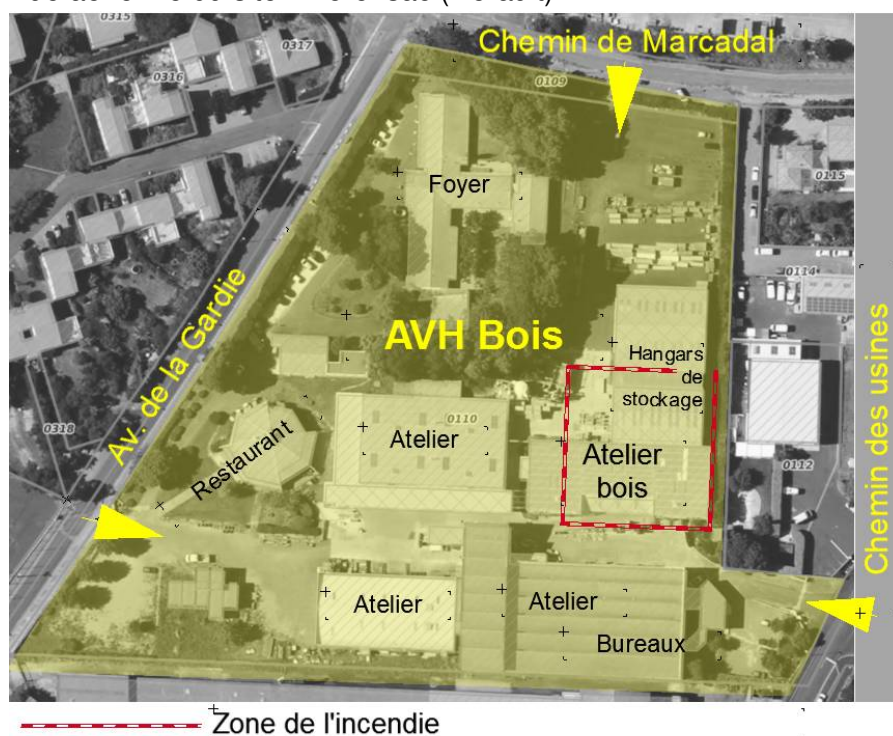 Chemin de Marcadal
0315
0317
0316
0109
Foyer
0115
0114
Av. de la Gardie
AVH Bois
Hangars
de
stockage
Chemin des usines
0318
0110
Restaurant
Atelier
Atelier
bois
0112
Atelier
Atelier
Bureaux
Zone de l'incendie